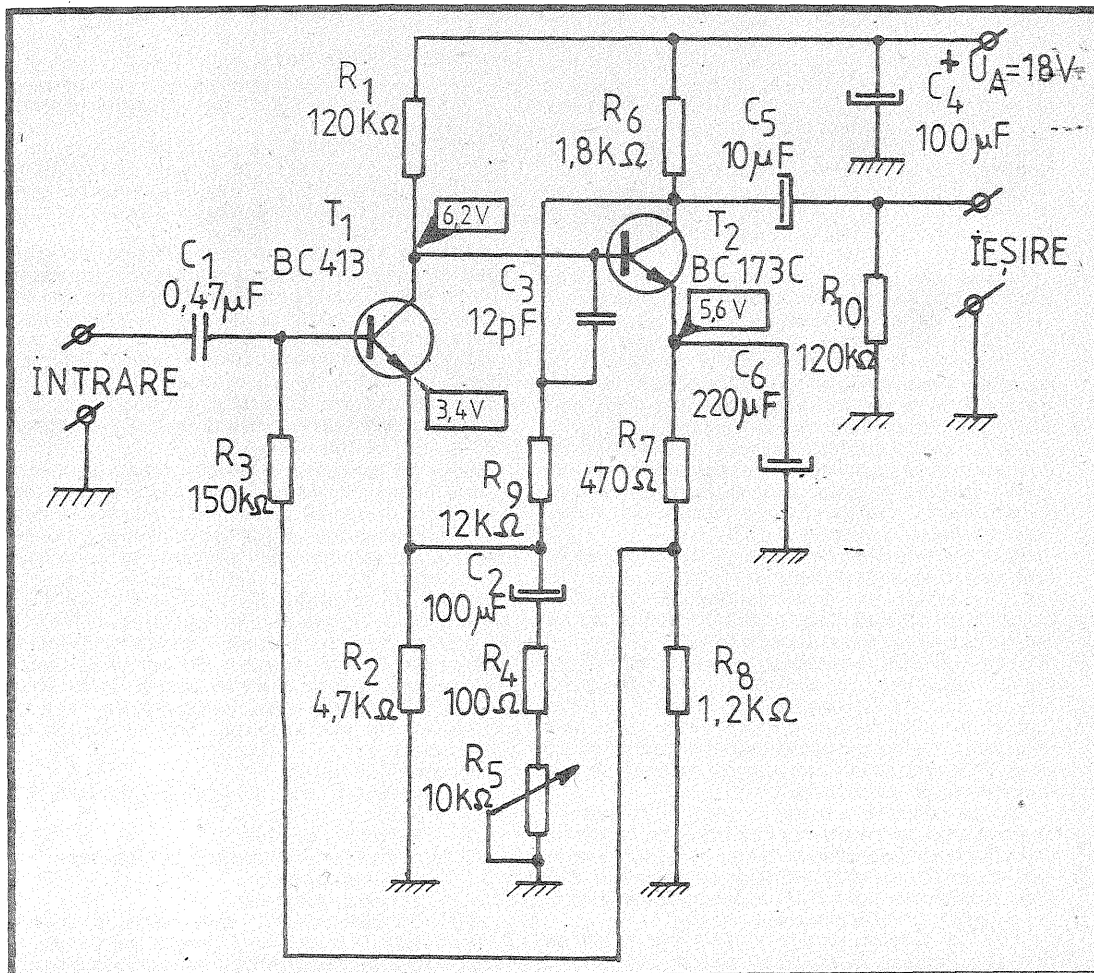 R1
120KΩ
R6
1,8KΩ
C5
10µF
C4
+ UA=18V
100µF
6,2V
T1
BC413
C1
0,47µF
C3
12pF
T2
BC173C
5,6V
IEȘIRE
R10
120kΩ
INTRARE
3,4V
C6
220µF
R3
150kΩ
R9
12KΩ
R7
470Ω
C2
100µF
R2
4,7KΩ
R4
100Ω
R8
1,2KΩ
R5
10KΩ